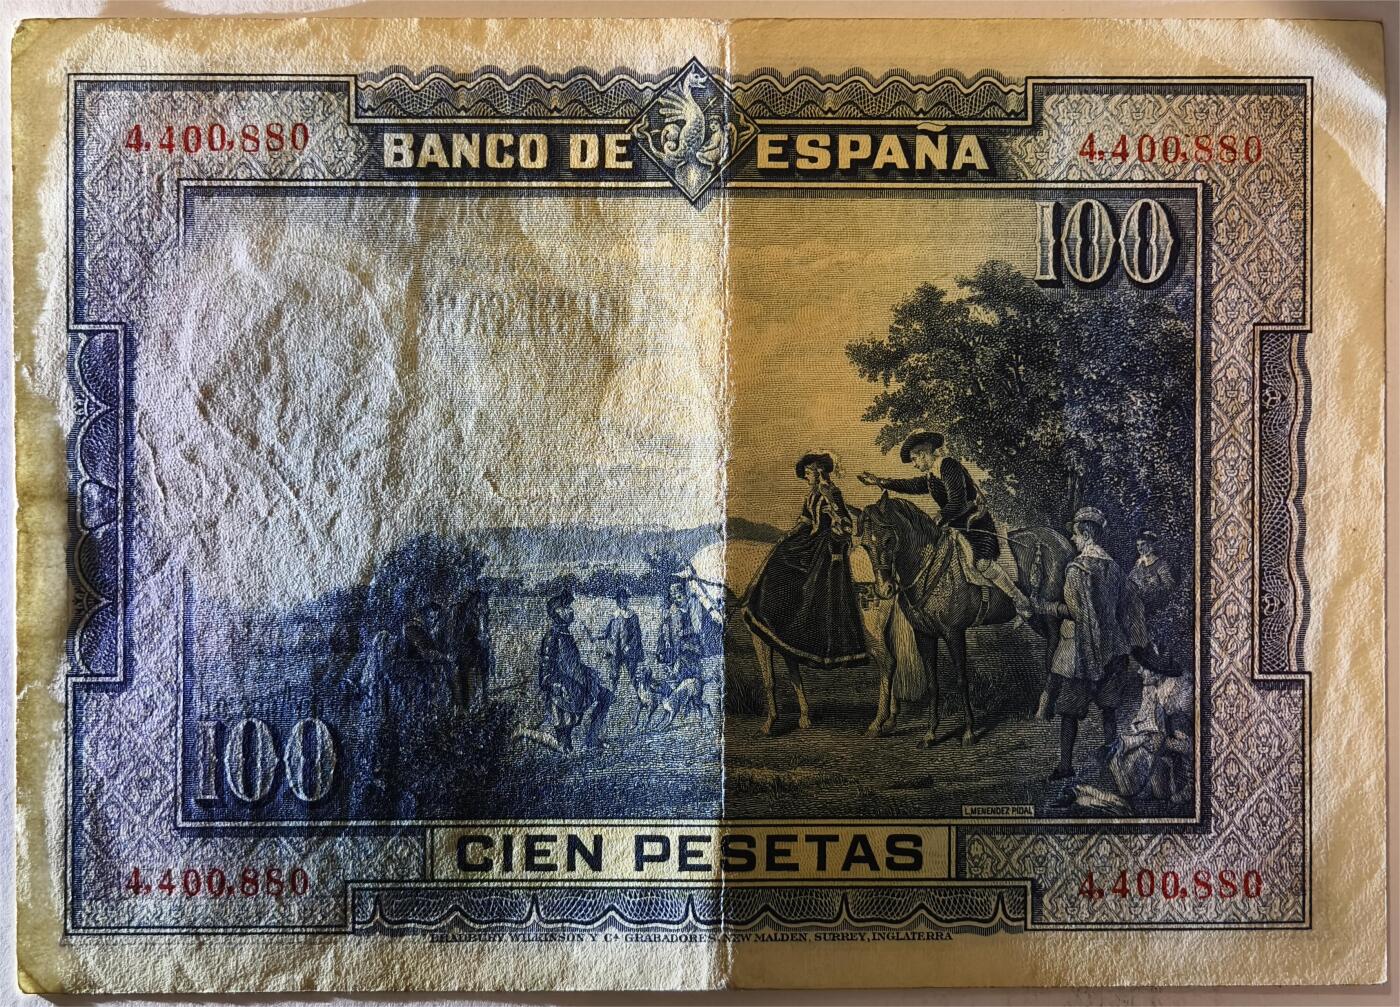 4,400,880
BANCO DE ESPAÑA
4,400,880
100
100
L. MENENDEZ PIDAL
CIEN PESETAS
4,400,880
4,400,880
BRADBURY, WILKINSON Y Cª GRABADORES, NEW MALDEN, SURREY, INGLATERRA